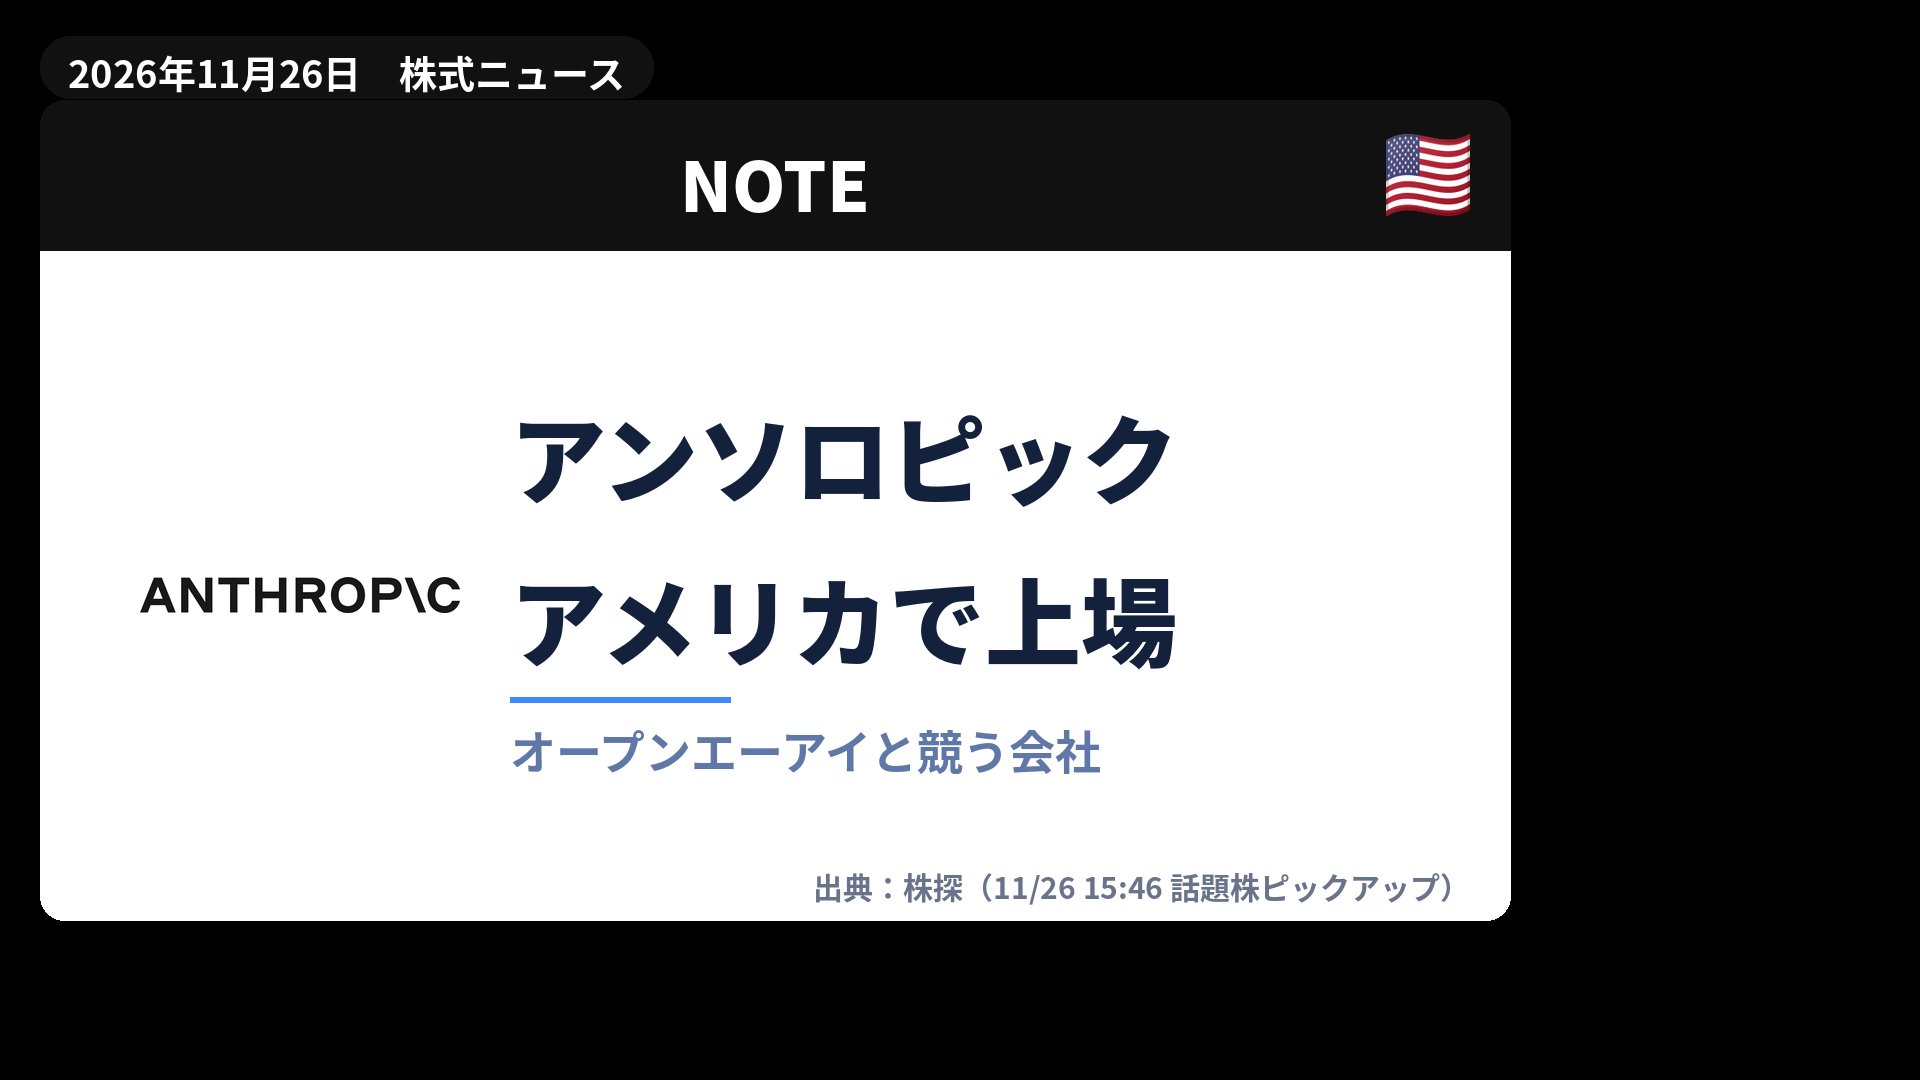 2026年11月26日　株式ニュース
NOTE
アンソロピック
アメリカで上場
ANTHROP\C
オープンエーアイと競う会社
出典：株探（11/26 15:46 話題株ピックアップ）